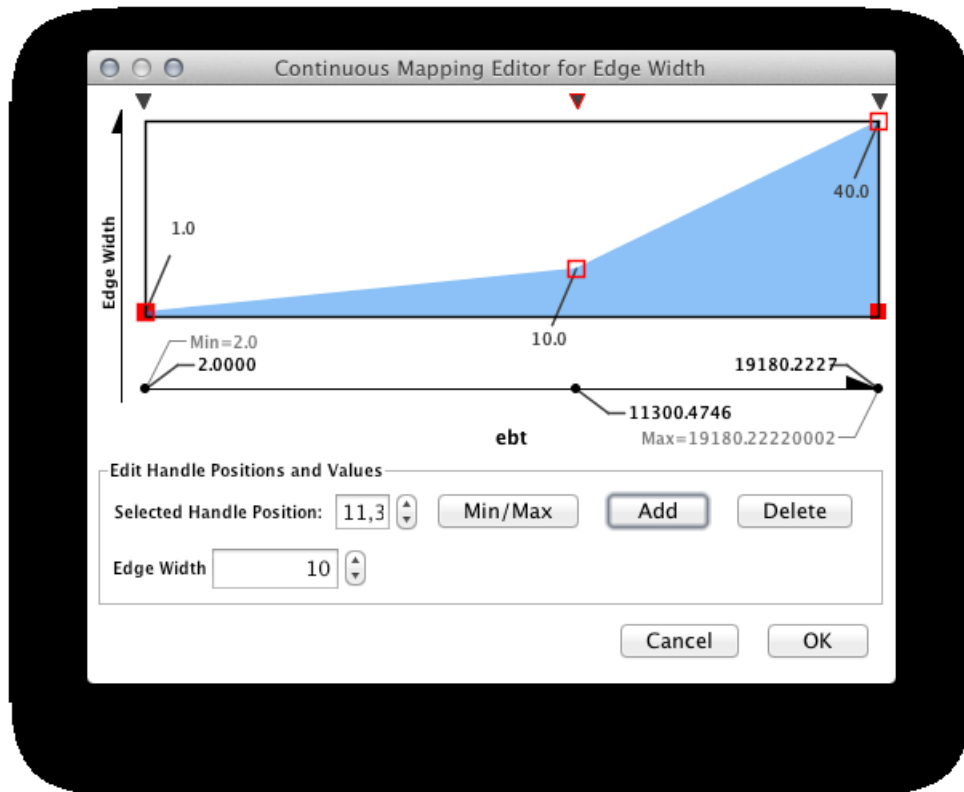 Continuous Mapping Editor for Edge Width
Edge Width
1.0
10.0
40.0
Min=2.0
2.0000
19180.2227
11300.4746
Max=19180.22220002
ebt
Edit Handle Positions and Values
Selected Handle Position: 11,3 Min/Max Add Delete
Edge Width 10
Cancel OK